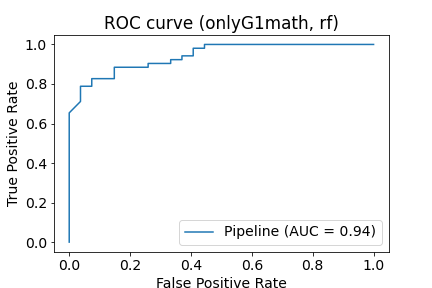 ROC curve (onlyG1math, rf)
True Positive Rate
1.0
0.8
0.6
0.4
0.2
0.0
Pipeline (AUC = 0.94)
0.0 0.2 0.4 0.6 0.8 1.0
False Positive Rate